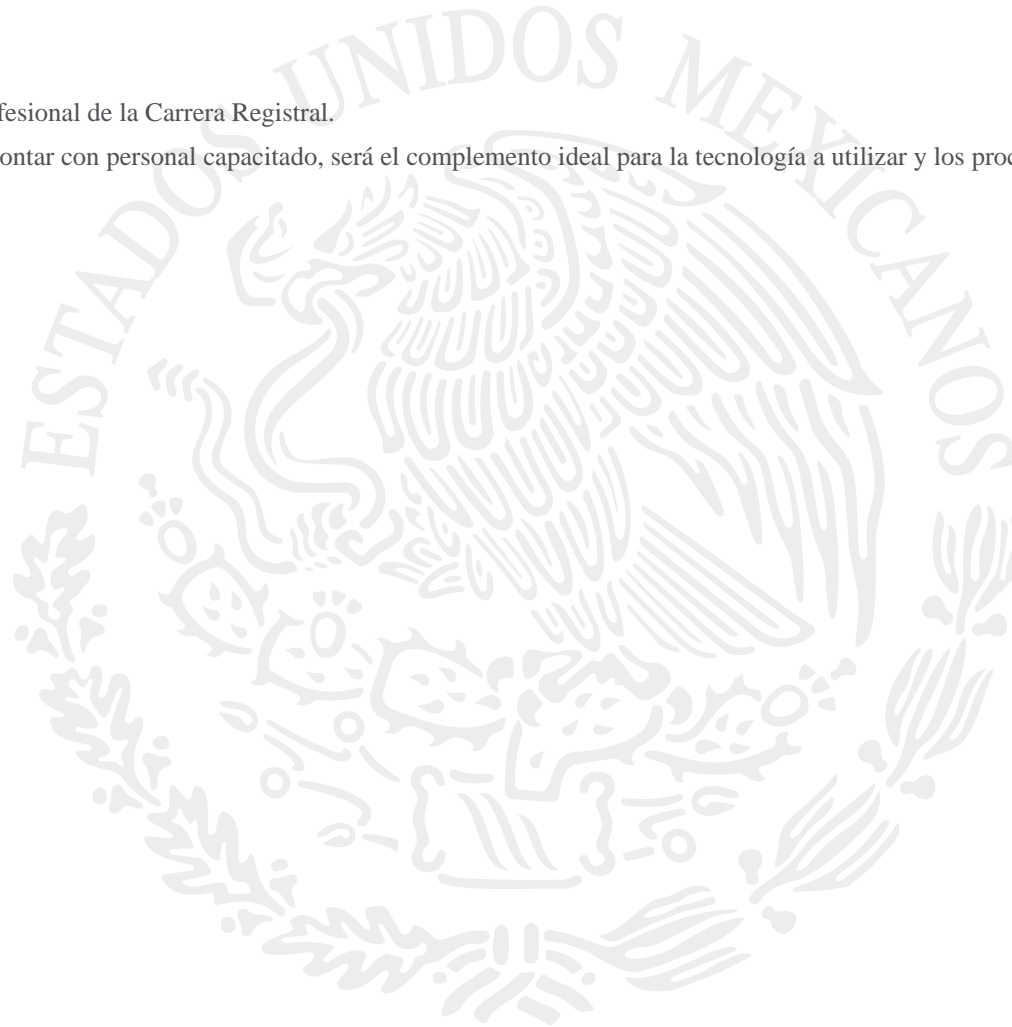 fesional de la Carrera Registral.
ontar con personal capacitado, será el complemento ideal para la tecnología a utilizar y los proc
ESTADOS UNIDOS MEXICANOS